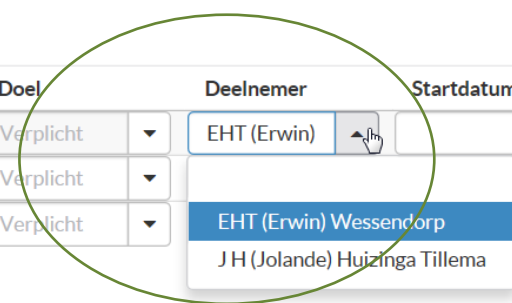 Doel Deelnemer Startdatum
Verplicht EHT (Erwin)
Verplicht
Verplicht EHT (Erwin) Wessendorp
J H (Jolande) Huizinga Tillema